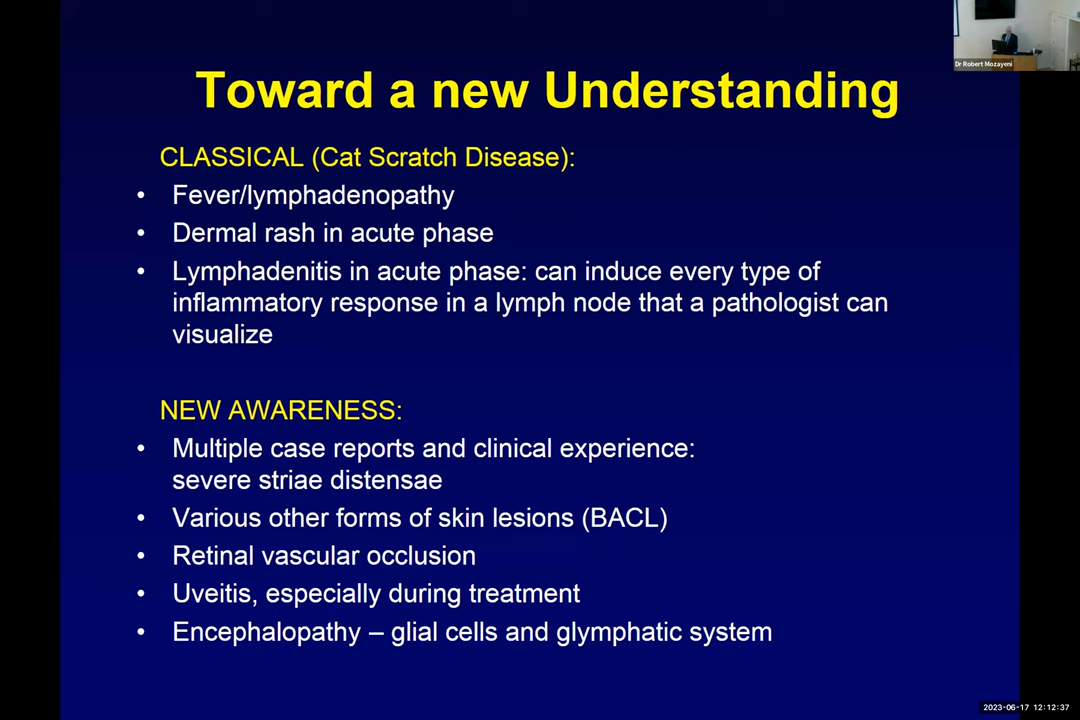 Dr Robert Mozayeni
Toward a new Understanding
CLASSICAL (Cat Scratch Disease):
• Fever/lymphadenopathy
• Dermal rash in acute phase
• Lymphadenitis in acute phase: can induce every type of
inflammatory response in a lymph node that a pathologist can
visualize
NEW AWARENESS:
• Multiple case reports and clinical experience:
severe striae distensae
• Various other forms of skin lesions (BACL)
• Retinal vascular occlusion
• Uveitis, especially during treatment
• Encephalopathy – glial cells and glymphatic system
2023-06-17 12:12:37